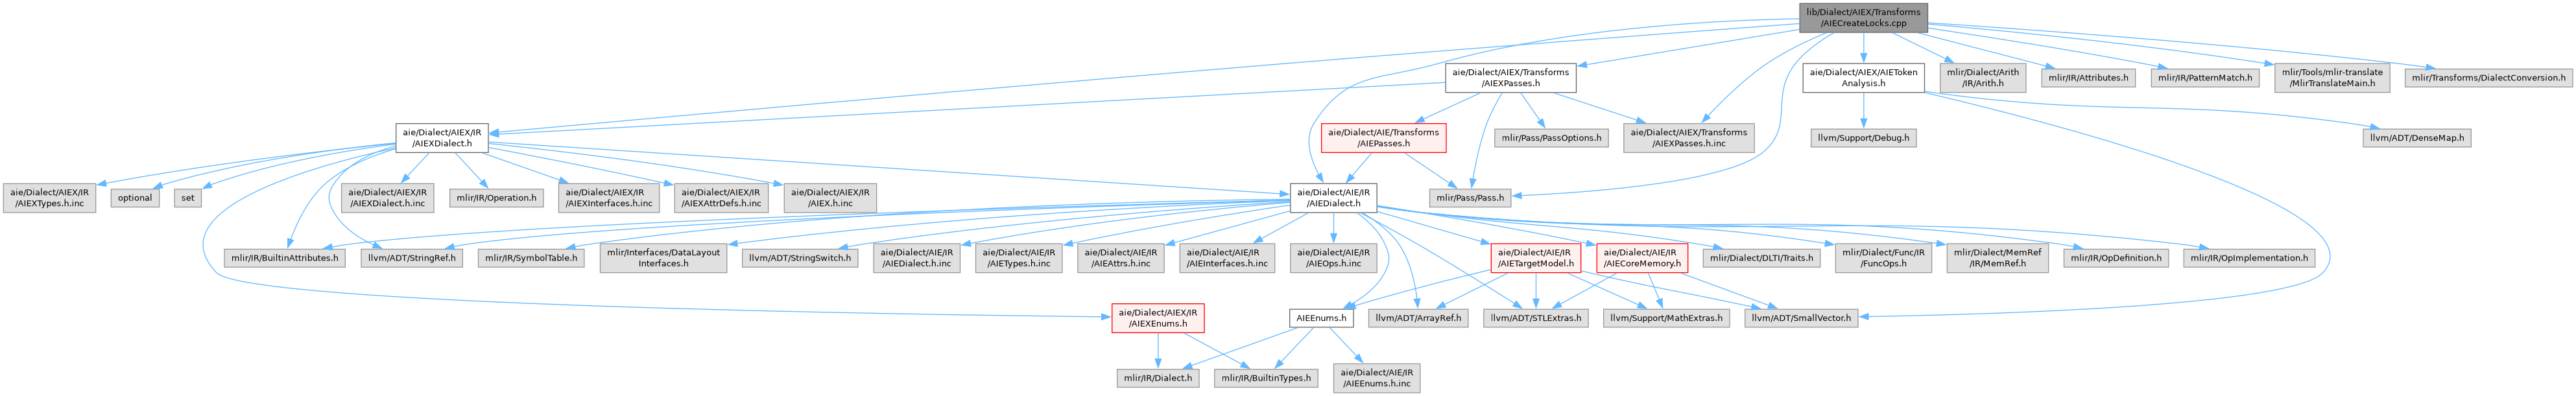 lib/Dialect/AIEX/Transforms
/AIECreateLocks.cpp
aie/Dialect/AIEX/Transforms
/AIEXPasses.h
aie/Dialect/AIEX/AIEToken
Analysis.h
mlir/Dialect/Arith
/IR/Arith.h
mlir/IR/Attributes.h
mlir/IR/PatternMatch.h
mlir/Tools/mlir-translate
/MlirTranslateMain.h
mlir/Transforms/DialectConversion.h
aie/Dialect/AIEX/IR
/AIEXDialect.h
aie/Dialect/AIE/Transforms
/AIEPasses.h
mlir/Pass/PassOptions.h
aie/Dialect/AIEX/Transforms
/AIEXPasses.h.inc
llvm/Support/Debug.h
llvm/ADT/DenseMap.h
aie/Dialect/AIEX/IR
/AIEXTypes.h.inc
optional
set
aie/Dialect/AIEX/IR
/AIEXDialect.h.inc
mlir/IR/Operation.h
aie/Dialect/AIEX/IR
/AIEXInterfaces.h.inc
aie/Dialect/AIEX/IR
/AIEXAttrDefs.h.inc
aie/Dialect/AIEX/IR
/AIEX.h.inc
aie/Dialect/AIE/IR
/AIEDialect.h
mlir/Pass/Pass.h
mlir/IR/BuiltinAttributes.h
llvm/ADT/StringRef.h
mlir/IR/SymbolTable.h
mlir/Interfaces/DataLayout
Interfaces.h
llvm/ADT/StringSwitch.h
aie/Dialect/AIE/IR
/AIEDialect.h.inc
aie/Dialect/AIE/IR
/AIETypes.h.inc
aie/Dialect/AIE/IR
/AIEAttrs.h.inc
aie/Dialect/AIE/IR
/AIEInterfaces.h.inc
aie/Dialect/AIE/IR
/AIEOps.h.inc
aie/Dialect/AIE/IR
/AIETargetModel.h
aie/Dialect/AIE/IR
/AIECoreMemory.h
mlir/Dialect/DLTI/Traits.h
mlir/Dialect/Func/IR
/FuncOps.h
mlir/Dialect/MemRef
/IR/MemRef.h
mlir/IR/OpDefinition.h
mlir/IR/OpImplementation.h
aie/Dialect/AIEX/IR
/AIEXEnums.h
AIEEnums.h
llvm/ADT/ArrayRef.h
llvm/ADT/STLExtras.h
llvm/Support/MathExtras.h
llvm/ADT/SmallVector.h
mlir/IR/Dialect.h
mlir/IR/BuiltinTypes.h
aie/Dialect/AIE/IR
/AIEEnums.h.inc